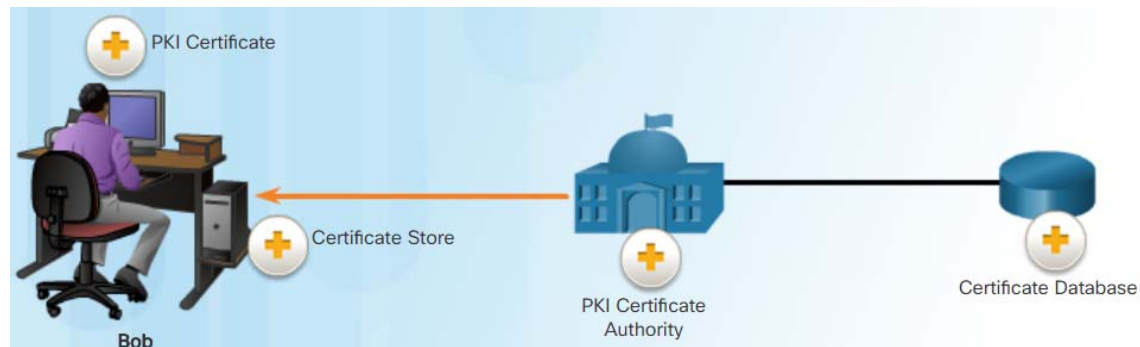 PKI Certificate
Certificate Store
Bob
PKI Certificate
Authority
Certificate Database